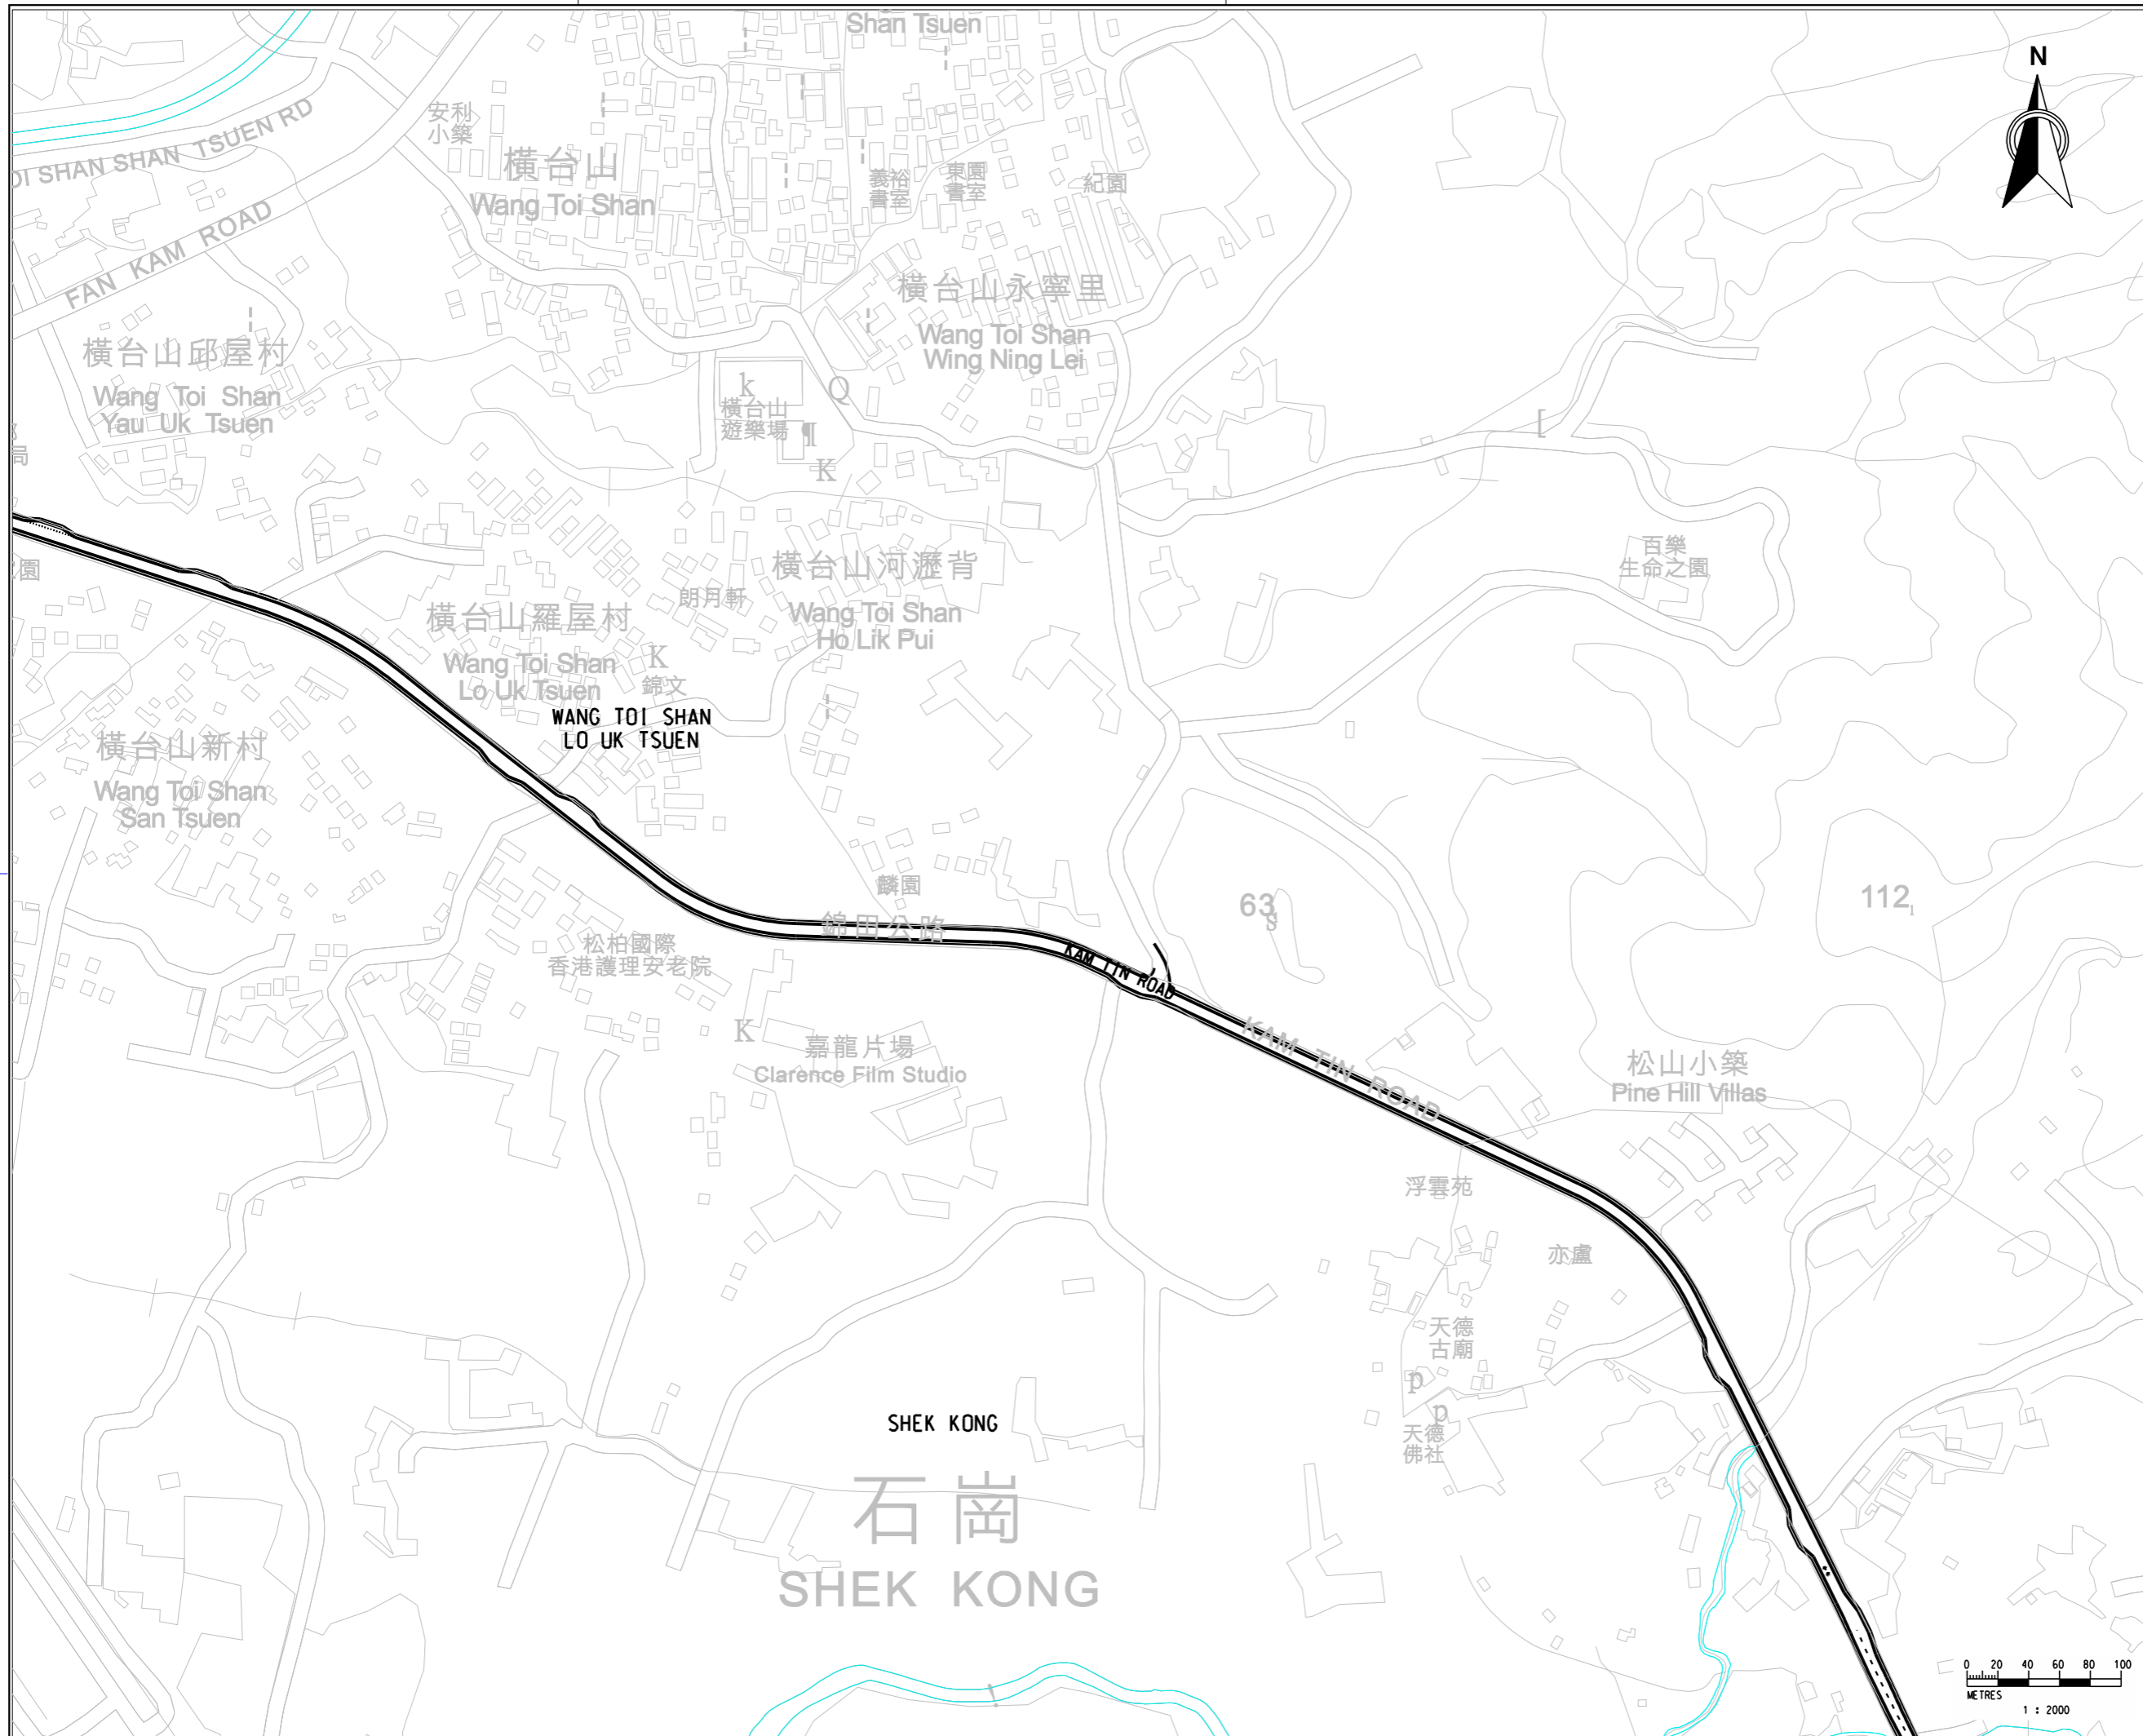 Shan Tsuen
N
安利
小築
OI SHAN SHAN TSUEN RD
橫台山
Wang Toi Shan
義裕
書室
東園
書室
紀園
FAN KAM ROAD
橫台山永寧里
Wang Toi Shan
Wing Ning Lei
橫台山邱屋村
Wang Toi Shan
Yau Uk Tsuen
k
Q
橫台山
遊樂場
¶
K
[
局
園
橫台山河瀝背
Wang Toi Shan
Ho Lik Pui
百樂
生命之園
朗月軒
橫台山羅屋村
Wang Toi Shan
Lo Uk Tsuen
K
錦文
WANG TOI SHAN
LO UK TSUEN
橫台山新村
Wang Toi Shan
San Tsuen
麟園
63
S
112
1
錦田公路
KAM TIN ROAD
松柏國際
香港護理安老院
K
嘉龍片場
Clarence Film Studio
KAM TIN ROAD
松山小築
Pine Hill Villas
浮雲苑
亦盧
天德
古廟
p
p
天德
佛社
SHEK KONG
石崗
SHEK KONG
!
0 20 40 60 80 100
METRES
1 : 2000